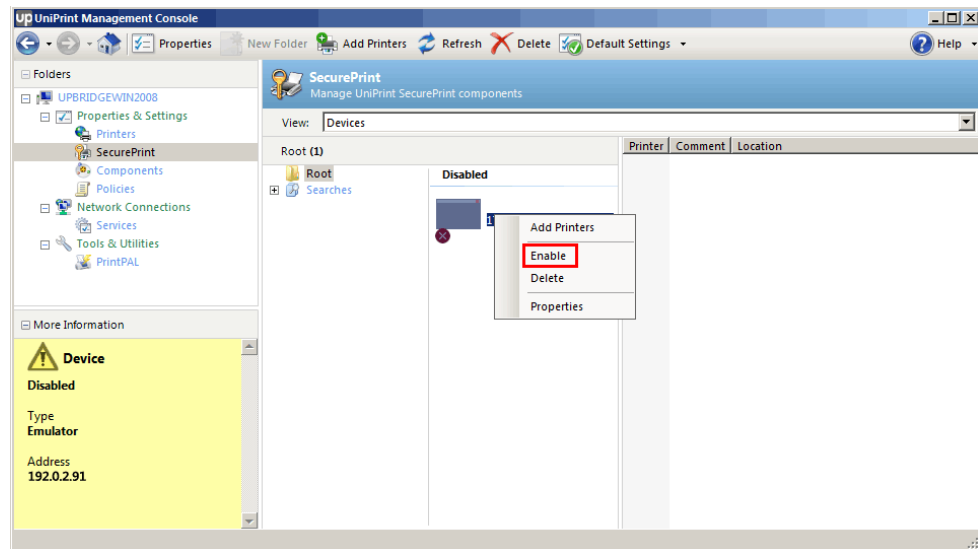 UP UniPrint Management Console
Properties New Folder Add Printers Refresh Delete Default Settings Help
Folders
UPBRIDGEWIN2008
Properties & Settings
Printers
SecurePrint
Components
Policies
Network Connections
Services
Tools & Utilities
PrintPAL
More Information
Device
Disabled
Type
Emulator
Address
192.0.2.91
SecurePrint
Manage UniPrint SecurePrint components
View: Devices
Root (1)
Root
Searches
Disabled
1
Add Printers
Enable
Delete
Properties
Printer Comment Location